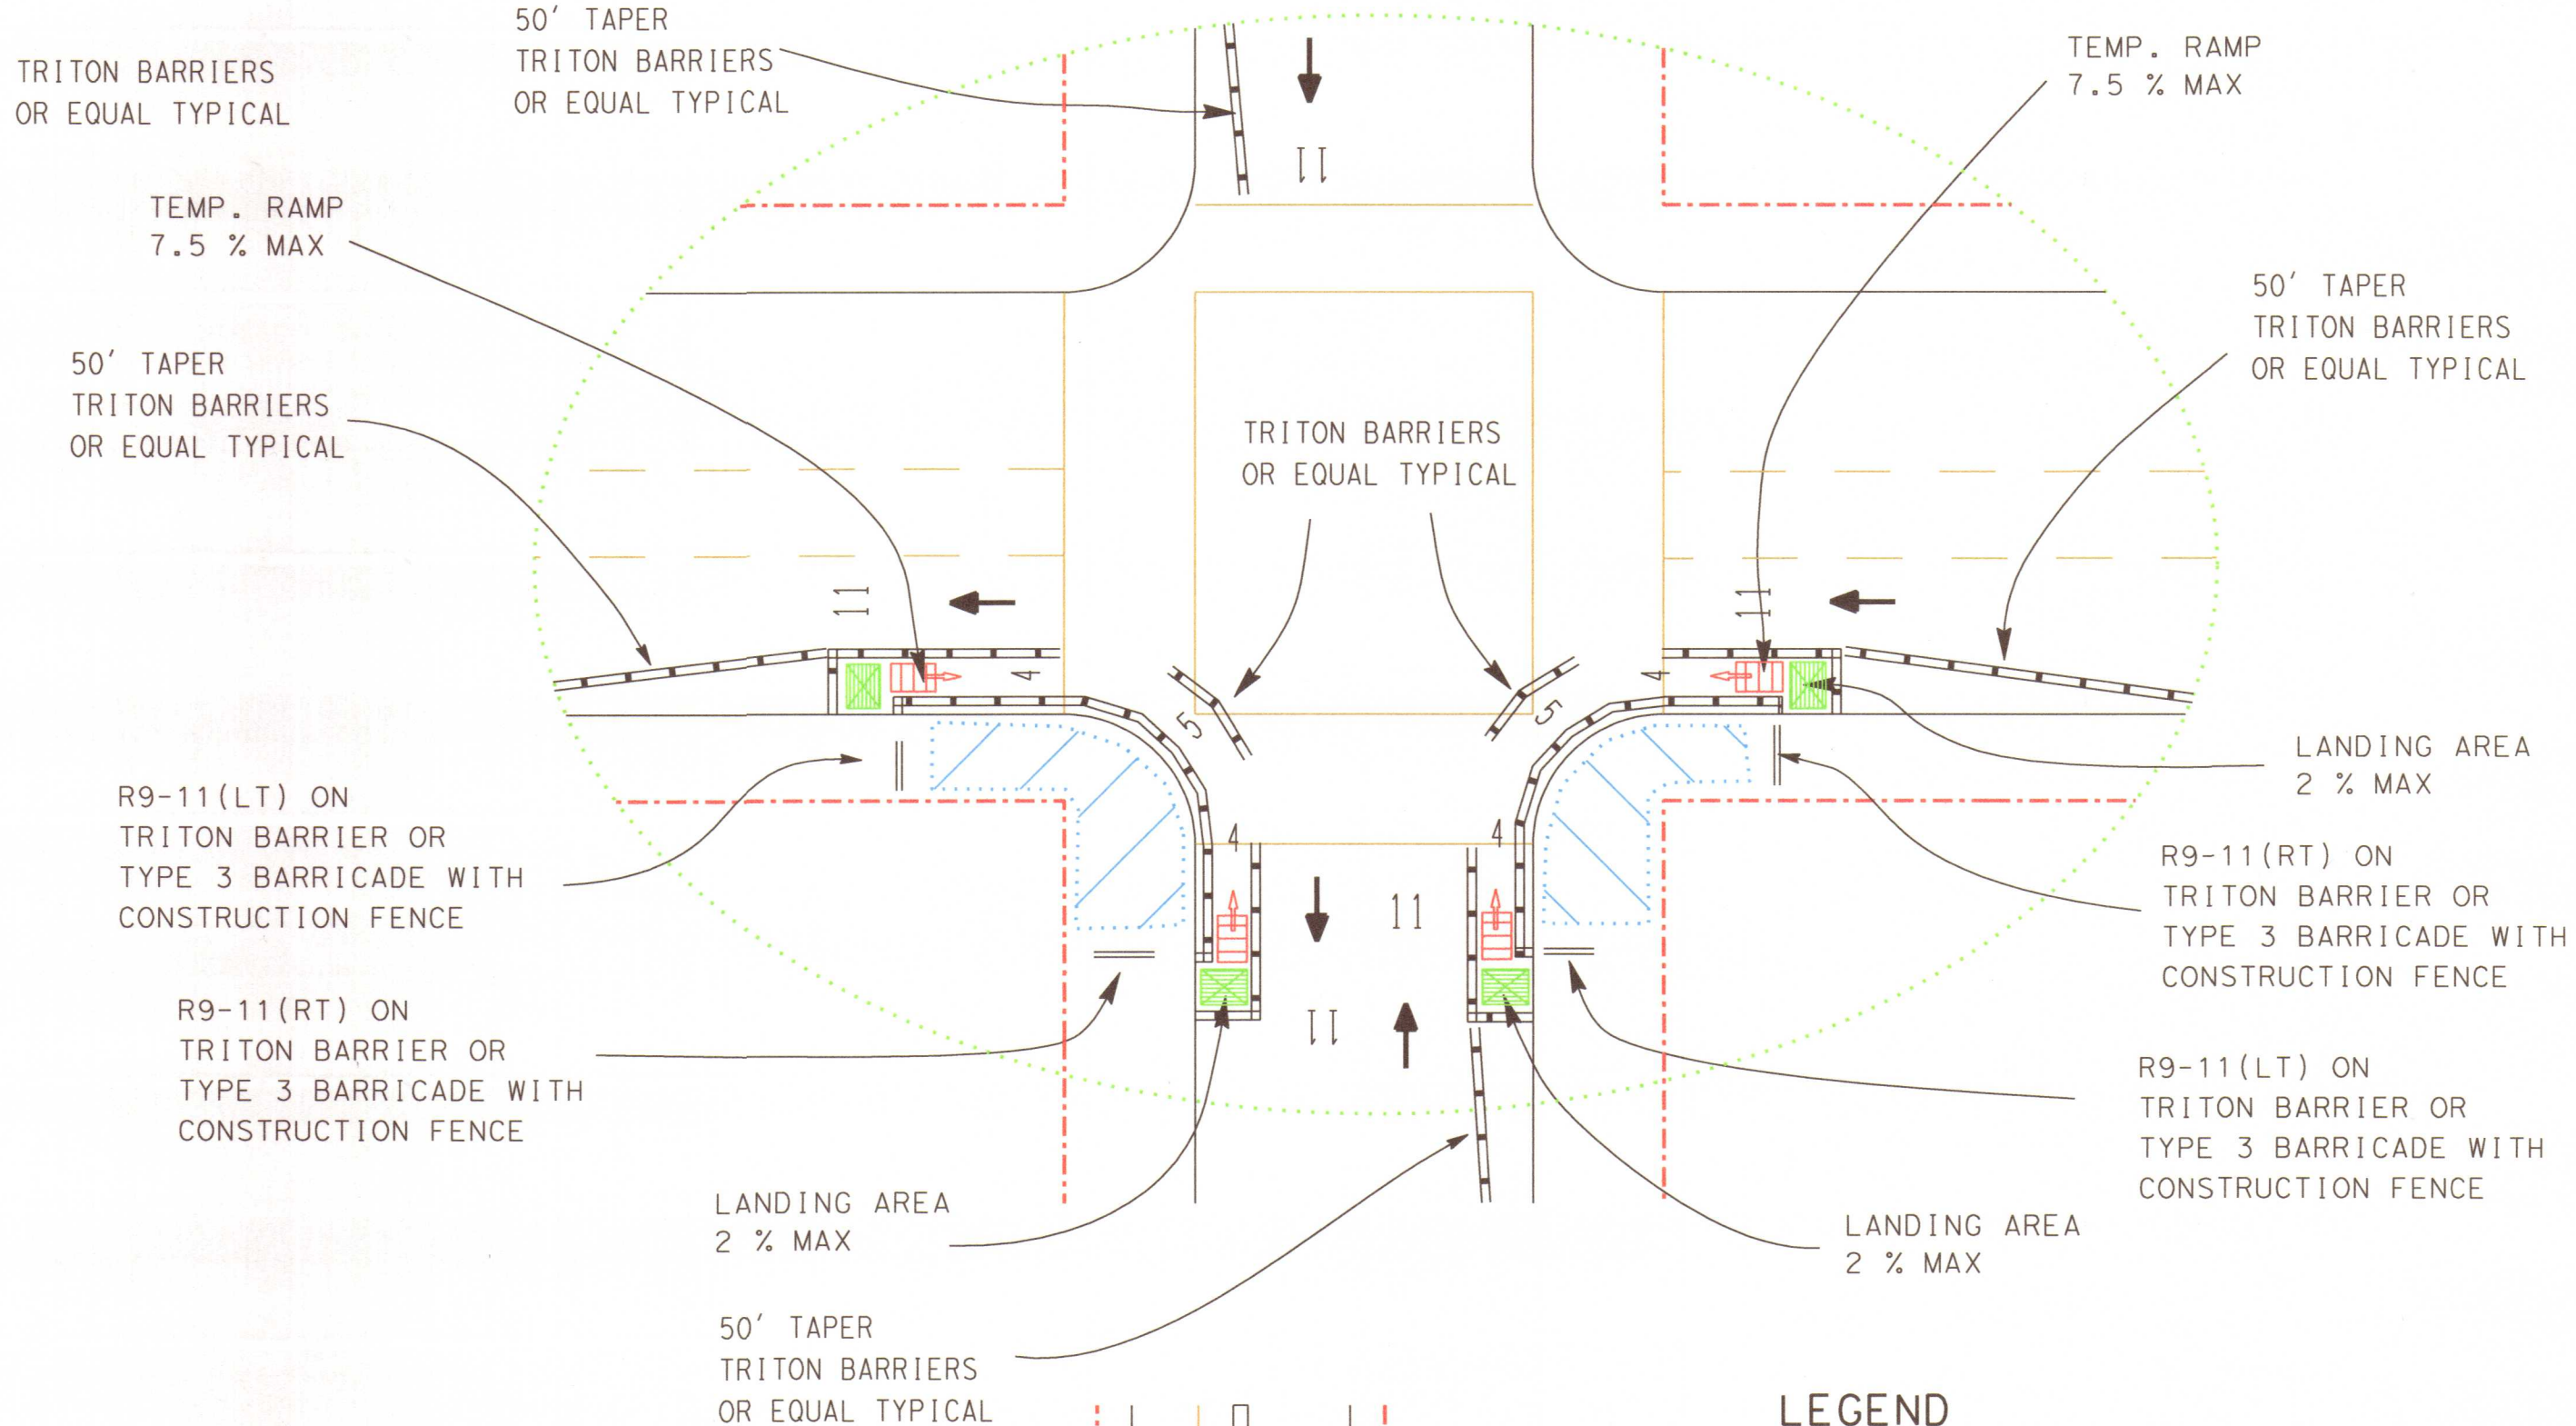 50' TAPER
TRITON BARRIERS
OR EQUAL TYPICAL
TRITON BARRIERS
OR EQUAL TYPICAL
TEMP. RAMP
7.5 % MAX
11
TEMP. RAMP
7.5 % MAX
50' TAPER
TRITON BARRIERS
OR EQUAL TYPICAL
50' TAPER
TRITON BARRIERS
OR EQUAL TYPICAL
TRITON BARRIERS
OR EQUAL TYPICAL
11
11
4
4
5
5
LANDING AREA
2 % MAX
R9-11(LT) ON
TRITON BARRIER OR
TYPE 3 BARRICADE WITH
CONSTRUCTION FENCE
4
4
R9-11(RT) ON
TRITON BARRIER OR
TYPE 3 BARRICADE WITH
CONSTRUCTION FENCE
11
11
R9-11(RT) ON
TRITON BARRIER OR
TYPE 3 BARRICADE WITH
CONSTRUCTION FENCE
R9-11(LT) ON
TRITON BARRIER OR
TYPE 3 BARRICADE WITH
CONSTRUCTION FENCE
LANDING AREA
2 % MAX
LANDING AREA
2 % MAX
50' TAPER
TRITON BARRIERS
OR EQUAL TYPICAL
LEGEND